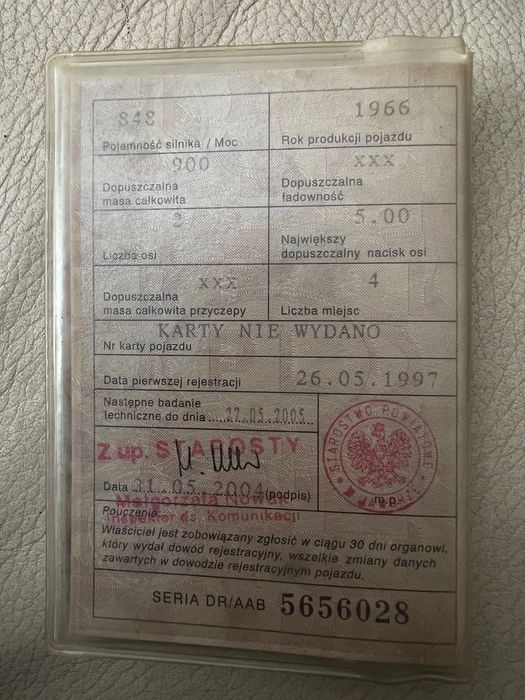 848 1966
Pojemność silnika / Moc Rok produkcji pojazdu
900 XXX
Dopuszczalna masa całkowita Dopuszczalna ładowność
2 5.00
Liczba osi Największy dopuszczalny nacisk osi
XXX 4
Dopuszczalna masa całkowita przyczepy Liczba miejsc
KARTY NIE WYDANO
Nr karty pojazdu
Data pierwszej rejestracji 26.05.1997
Następne badanie
techniczne do dnia 27.05.2005
Z up. STAROSTY
STAROSTWO POWIATOWE
Data 11.05.2004 (podpis) m.p.
Małgorzata Nowak
Inspektor ds. Komunikacji
Pouczenie:
Właściciel jest zobowiązany zgłosić w ciągu 30 dni organowi,
który wydał dowód rejestracyjny, wszelkie zmiany danych
zawartych w dowodzie rejestracyjnym pojazdu.
SERIA DR/AAB 5656028